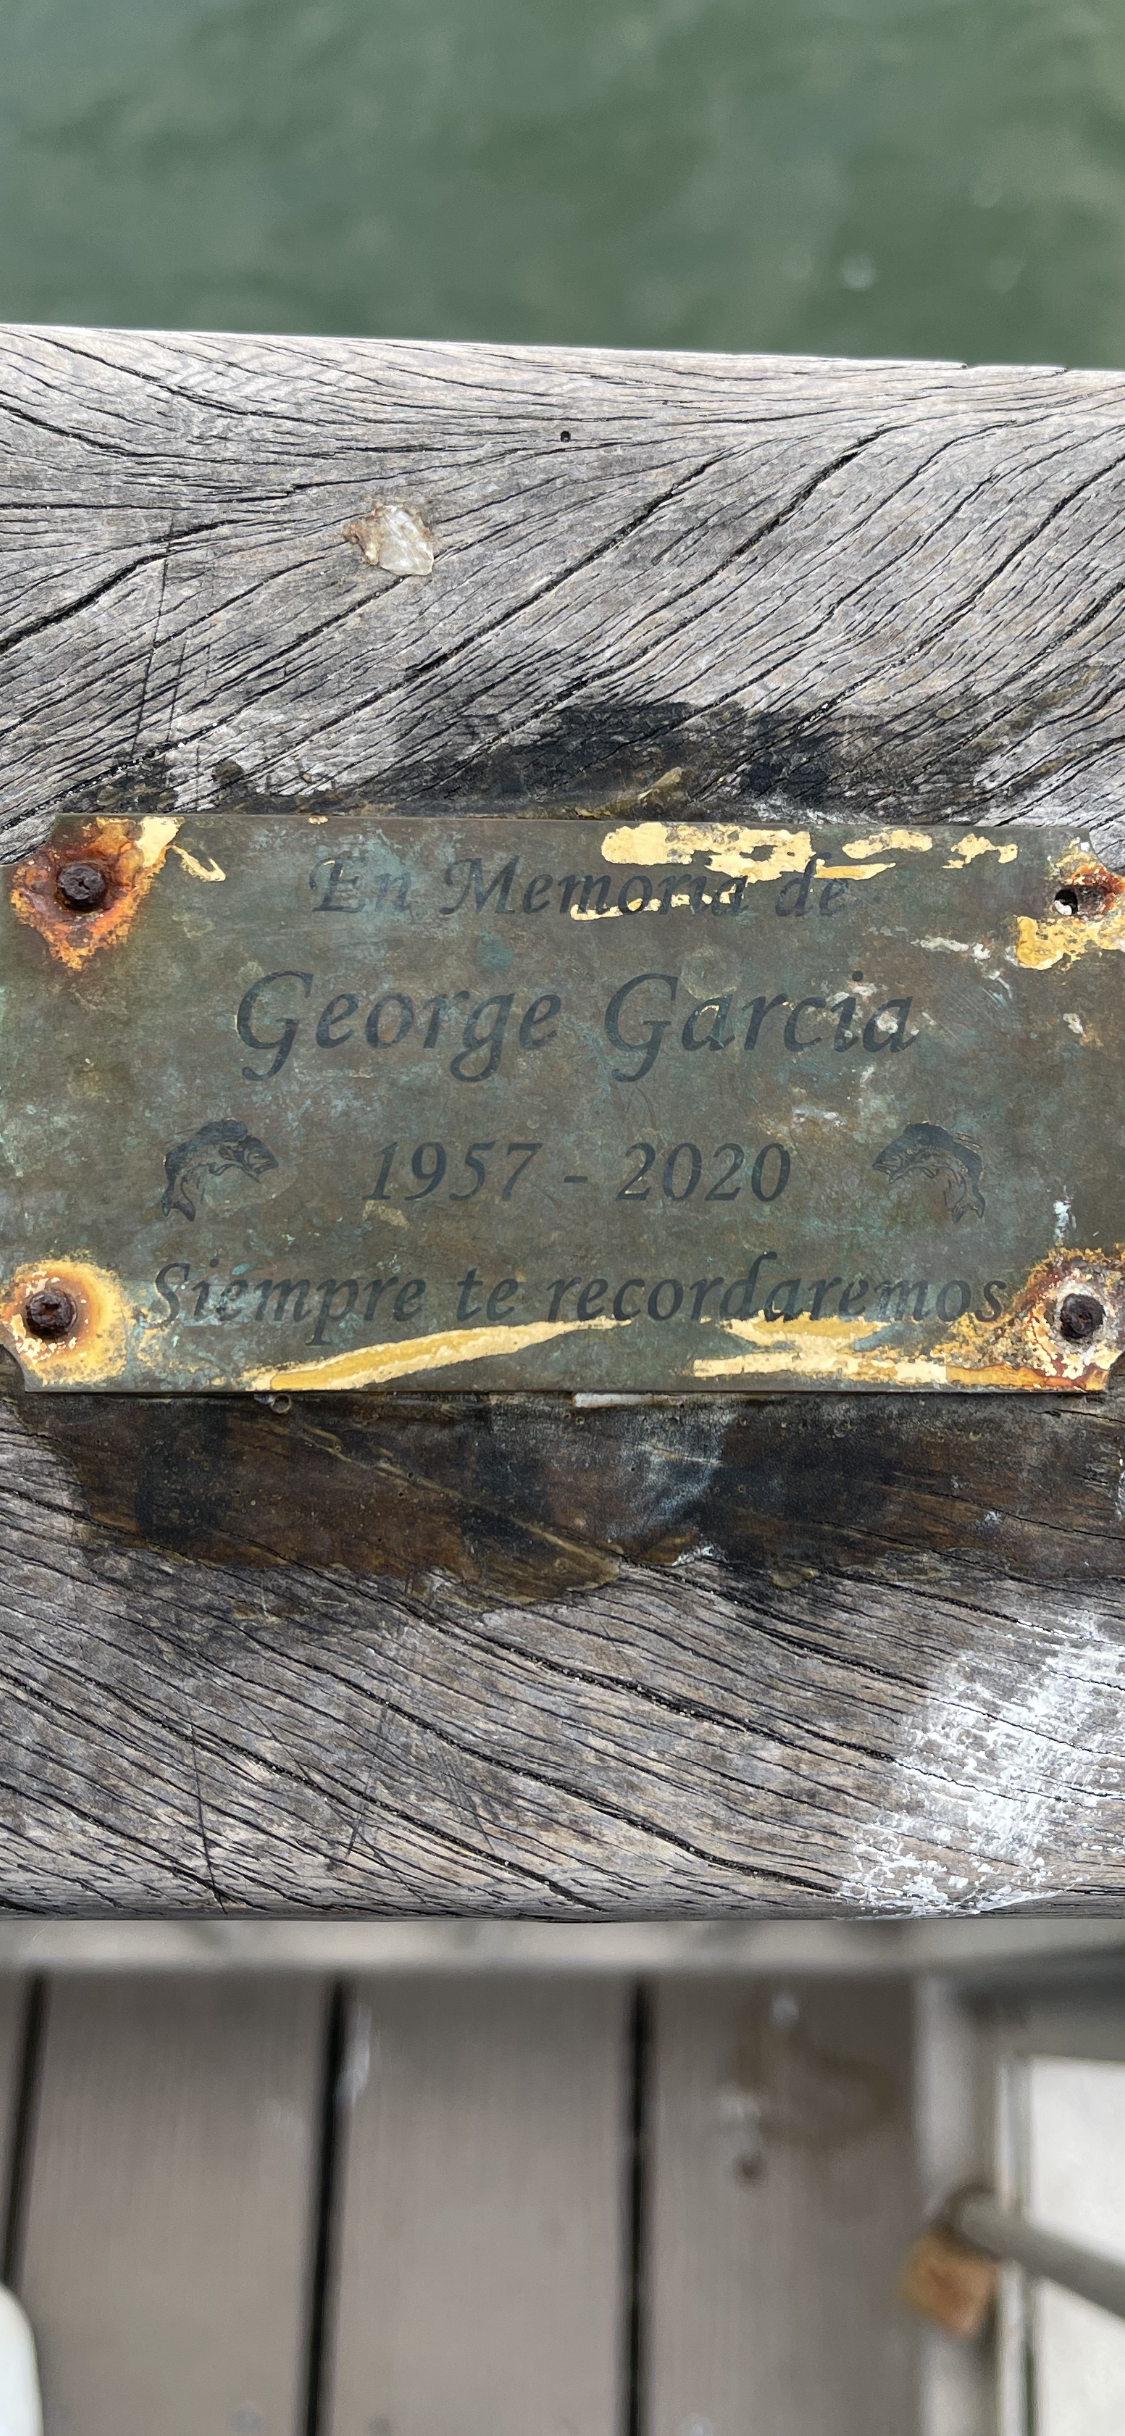 En Memoria de
George Garcia
1957 - 2020
Siempre te recordaremos